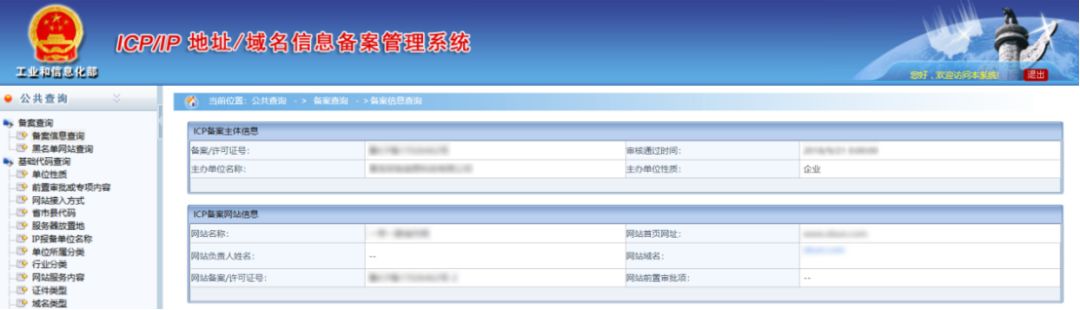 ICP/IP 地址/域名信息备案管理系统
工业和信息化部
您好，欢迎访问本系统! 退出
公共查询
当前位置：公共查询 -> 备案查询 ->备案信息查询
备案查询
备案信息查询
黑名单网站查询
基础代码查询
单位性质
前置审批或专项内容
网站接入方式
省市县代码
服务器放置地
IP报备单位名称
单位所属分类
行业分类
网站服务内容
证件类型
域名类型
ICP备案主体信息
备案/许可证号： 审核通过时间：
主办单位名称： 主办单位性质： 企业
ICP备案网站信息
网站名称： 网站首页网址：
网站负责人姓名： -- 网站域名：
网站备案/许可证号： 网站前置审批项： --